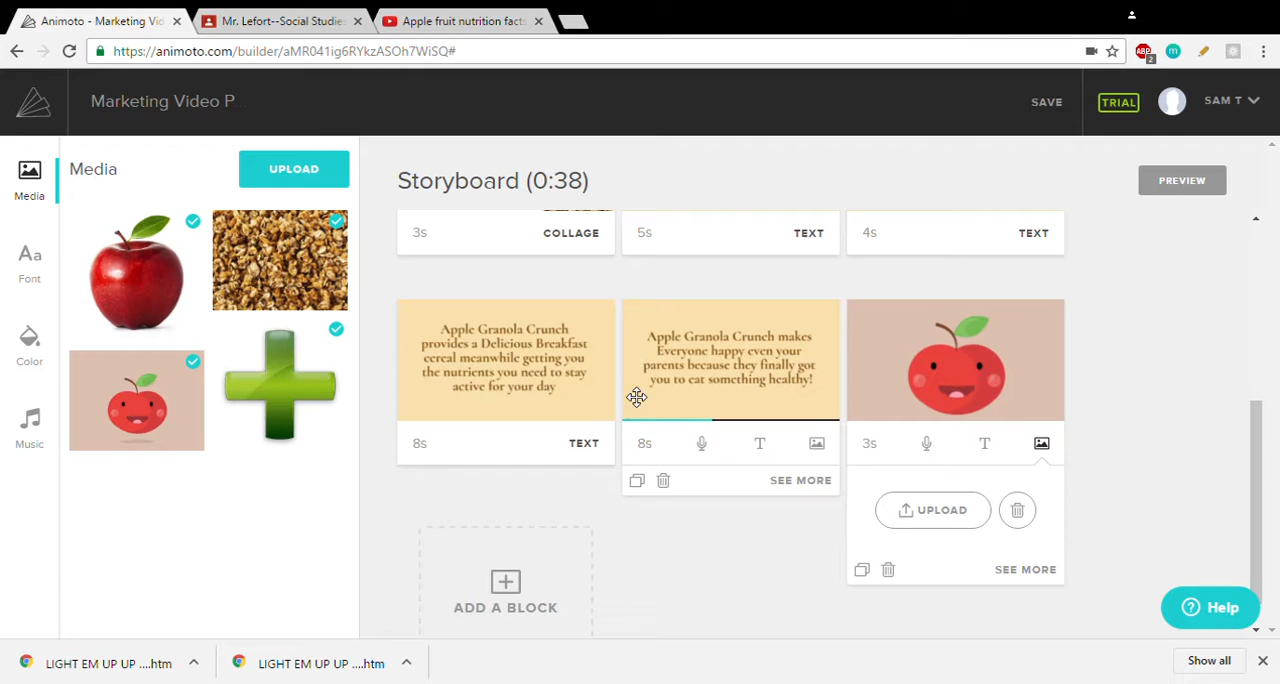 Animoto - Marketing Vid
Mr. Lefort--Social Studies
Apple fruit nutrition facts
https://animoto.com/builder/aMR041ig6RYkzASOh7WiSQ#
ABP
2
m
Marketing Video P...
SAVE
TRIAL
SAM T
Media
Media
UPLOAD
Aa
Font
Color
Music
Storyboard (0:38)
PREVIEW
3s
COLLAGE
5s
TEXT
4s
TEXT
Apple Granola Crunch
provides a Delicious Breakfast
cereal meanwhile getting you
the nutrients you need to stay
active for your day
8s
TEXT
Apple Granola Crunch makes
Everyone happy even your
parents because they finally got
you to eat something healthy!
8s
T
SEE MORE
3s
T
UPLOAD
SEE MORE
ADD A BLOCK
? Help
LIGHT EM UP UP ....htm
LIGHT EM UP UP ....htm
Show all